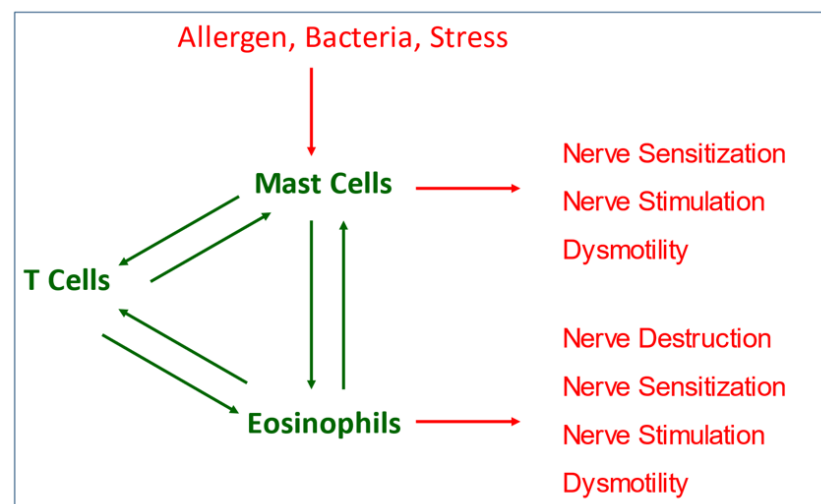 Allergen, Bacteria, Stress
Mast Cells
Nerve Sensitization
Nerve Stimulation
Dysmotility
T Cells
Eosinophils
Nerve Destruction
Nerve Sensitization
Nerve Stimulation
Dysmotility